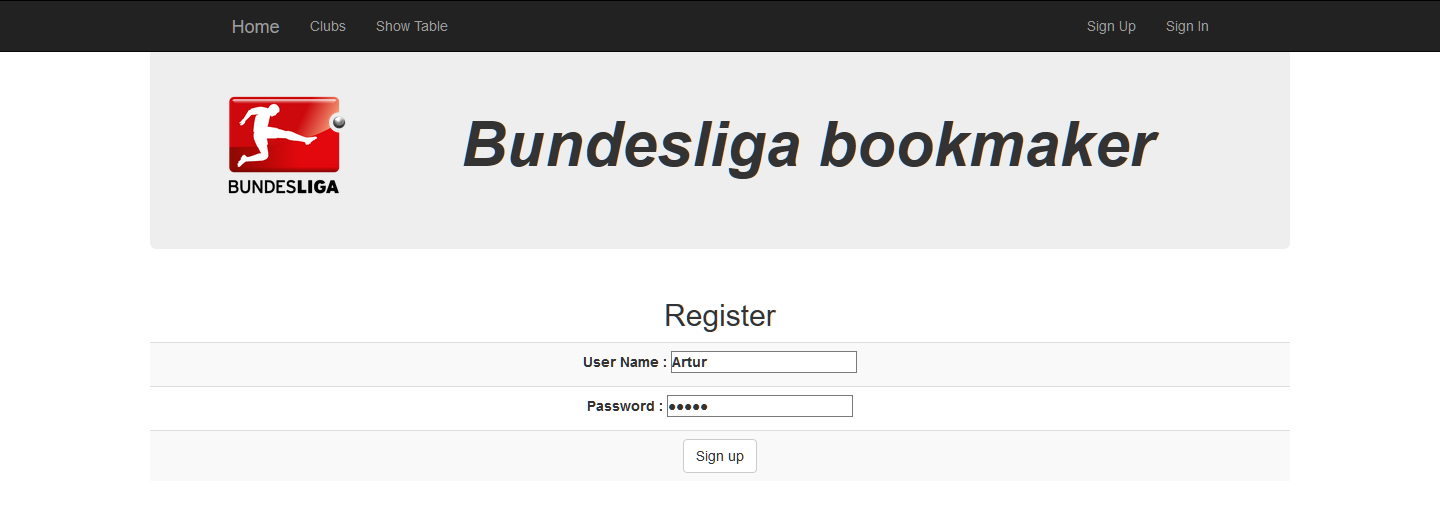 Home Clubs Show Table Sign Up Sign In
BUNDESLIGA
Bundesliga bookmaker
Register
User Name : Artur
Password : •••••
Sign up